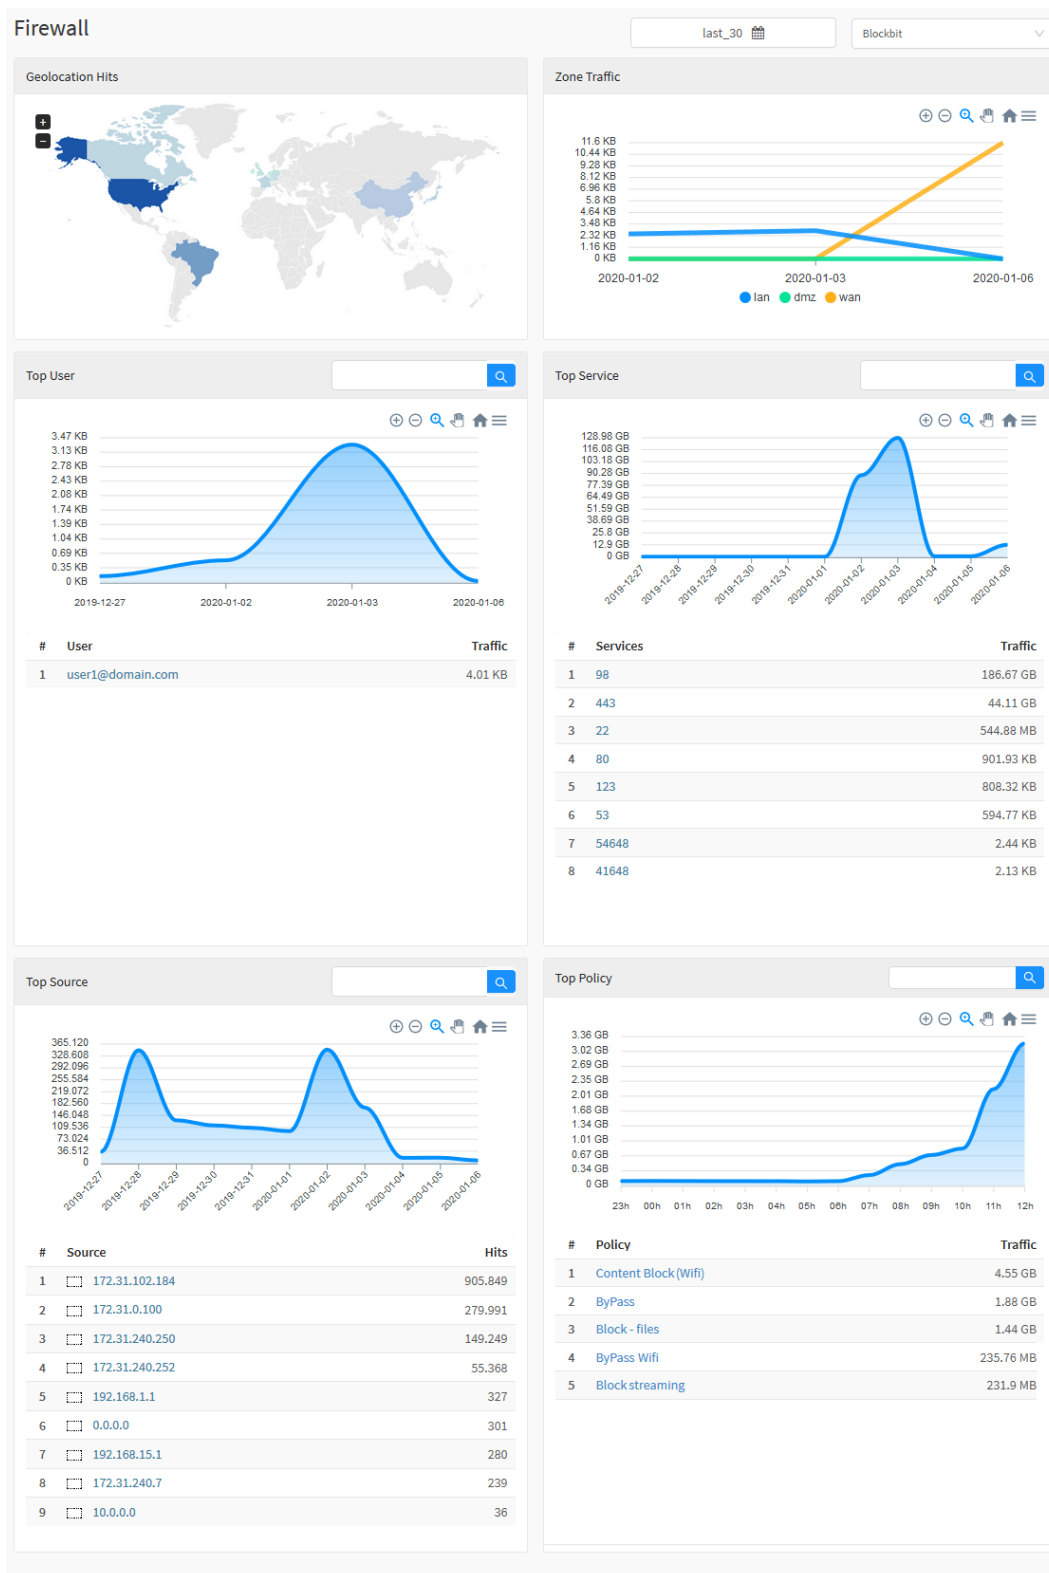 Firewall
last_30
Blockbit
Geolocation Hits
+
−
Zone Traffic
11.6 KB
10.44 KB
9.28 KB
8.12 KB
6.96 KB
5.8 KB
4.64 KB
3.48 KB
2.32 KB
1.16 KB
0 KB
2020-01-02 2020-01-03 2020-01-06
lan dmz wan
Top User
3.47 KB
3.13 KB
2.78 KB
2.43 KB
2.08 KB
1.74 KB
1.39 KB
1.04 KB
0.69 KB
0.35 KB
0 KB
2019-12-27 2020-01-02 2020-01-03 2020-01-06
# User Traffic
1 user1@domain.com 4.01 KB
Top Service
128.98 GB
116.08 GB
103.18 GB
90.28 GB
77.39 GB
64.49 GB
51.59 GB
38.69 GB
25.8 GB
12.9 GB
0 GB
2019-12-27 2019-12-28 2019-12-29 2019-12-30 2019-12-31 2020-01-01 2020-01-02 2020-01-03 2020-01-04 2020-01-05 2020-01-06
# Services Traffic
1 98 186.67 GB
2 443 44.11 GB
3 22 544.88 MB
4 80 901.93 KB
5 123 808.32 KB
6 53 594.77 KB
7 54648 2.44 KB
8 41648 2.13 KB
Top Source
365.120
328.608
292.096
255.584
219.072
182.560
146.048
109.536
73.024
36.512
0
2019-12-27 2019-12-28 2019-12-29 2019-12-30 2019-12-31 2020-01-01 2020-01-02 2020-01-03 2020-01-04 2020-01-05 2020-01-06
# Source Hits
1 172.31.102.184 905.849
2 172.31.0.100 279.991
3 172.31.240.250 149.249
4 172.31.240.252 55.368
5 192.168.1.1 327
6 0.0.0.0 301
7 192.168.15.1 280
8 172.31.240.7 239
9 10.0.0.0 36
Top Policy
3.36 GB
3.02 GB
2.69 GB
2.35 GB
2.01 GB
1.68 GB
1.34 GB
1.01 GB
0.67 GB
0.34 GB
0 GB
23h 00h 01h 02h 03h 04h 05h 06h 07h 08h 09h 10h 11h 12h
# Policy Traffic
1 Content Block (Wifi) 4.55 GB
2 ByPass 1.88 GB
3 Block - files 1.44 GB
4 ByPass Wifi 235.76 MB
5 Block streaming 231.9 MB